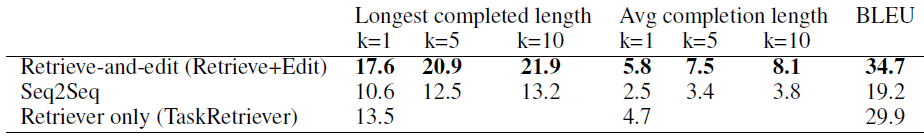 Longest completed length Avg completion length BLEU
k=1 k=5 k=10 k=1 k=5 k=10
Retrieve-and-edit (Retrieve+Edit) 17.6 20.9 21.9 5.8 7.5 8.1 34.7
Seq2Seq 10.6 12.5 13.2 2.5 3.4 3.8 19.2
Retriever only (TaskRetriever) 13.5 4.7 29.9